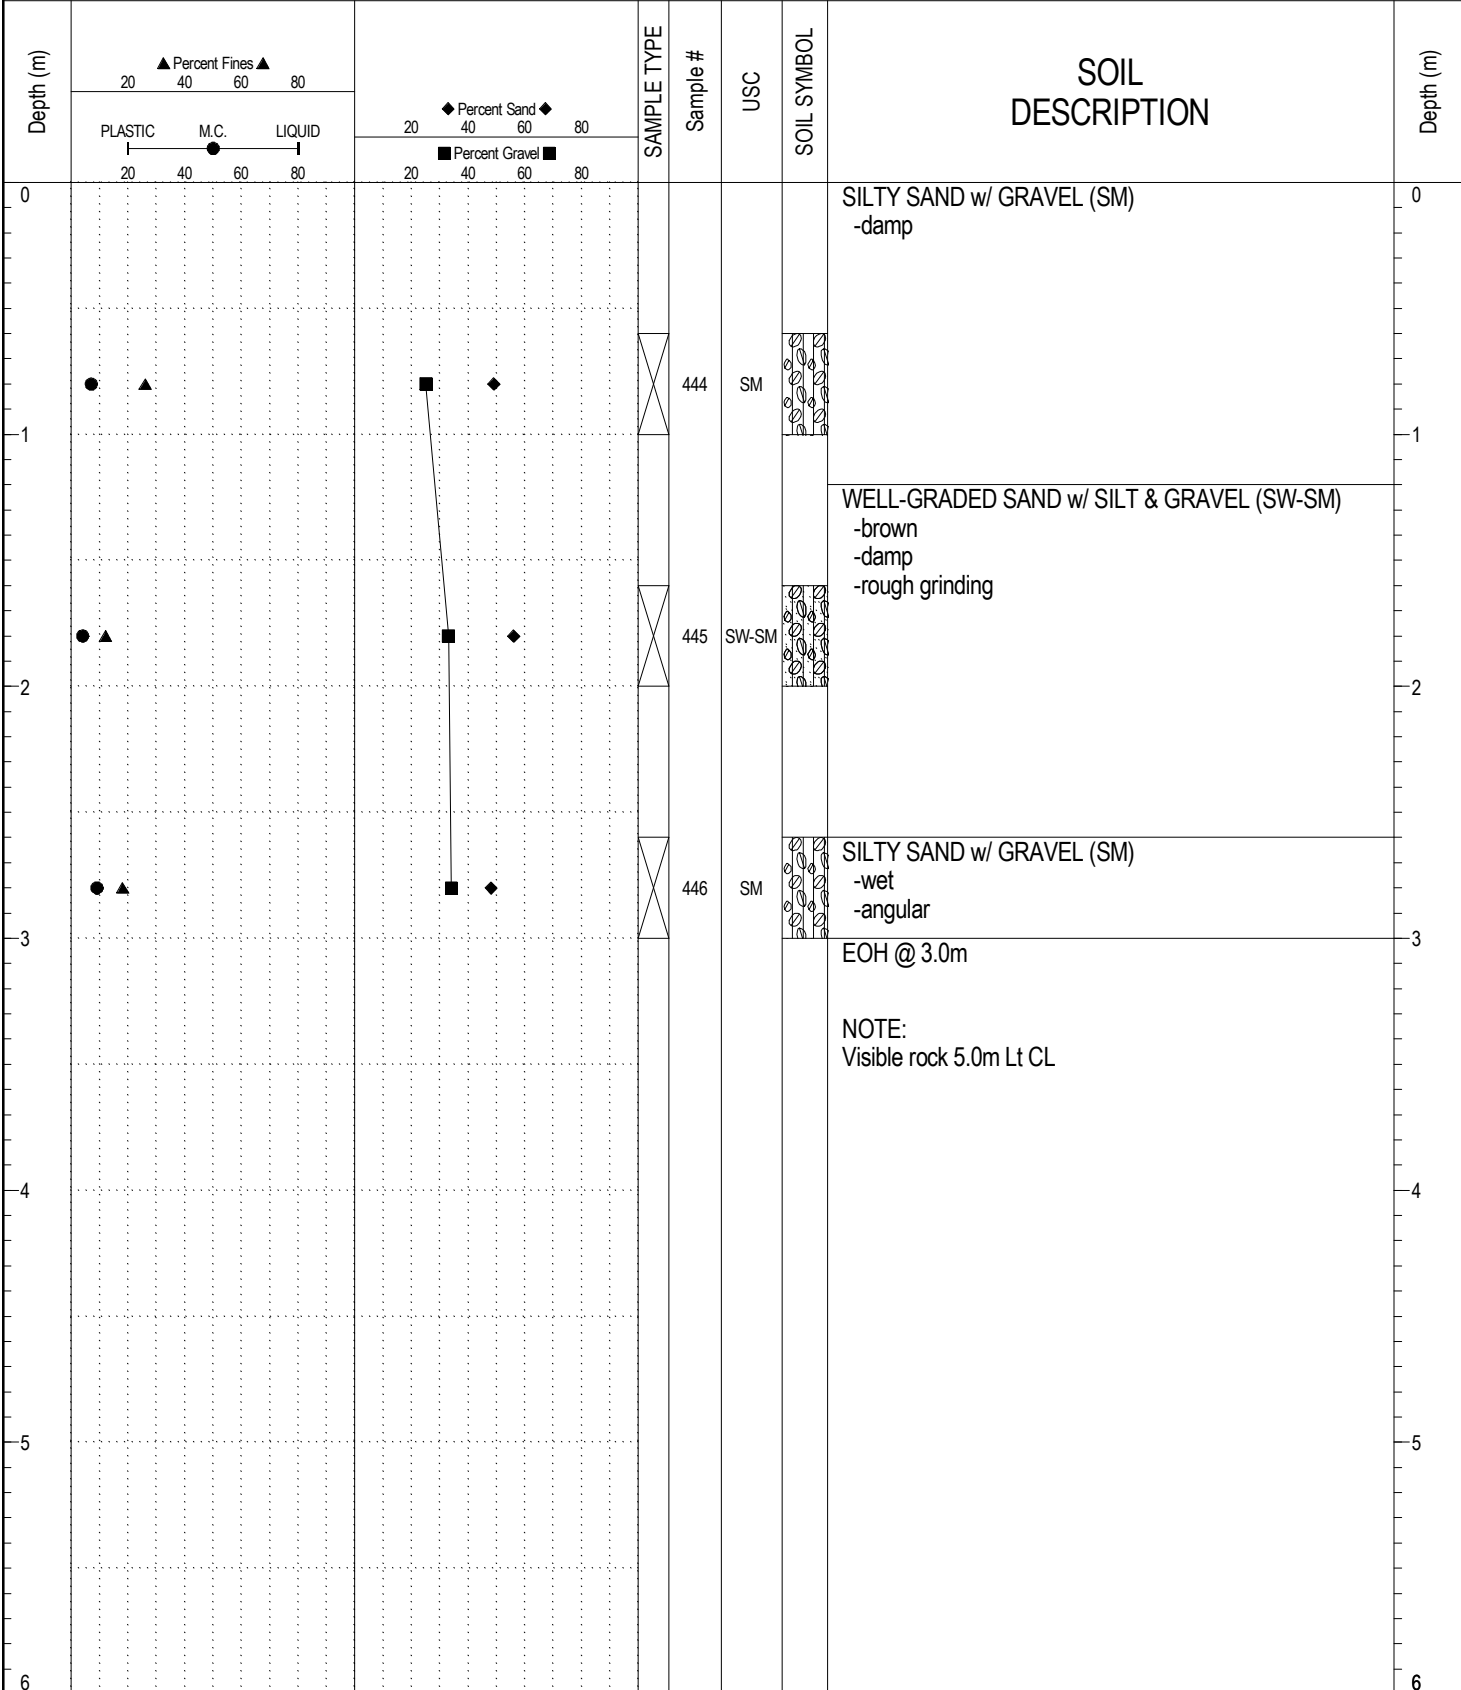 Depth (m)
▲ Percent Fines ▲
20 40 60 80
PLASTIC M.C. LIQUID
20 40 60 80
◆ Percent Sand ◆
20 40 60 80
■ Percent Gravel ■
20 40 60 80
SAMPLE TYPE
Sample #
USC
SOIL SYMBOL
SOIL
DESCRIPTION
Depth (m)
0 SILTY SAND w/ GRAVEL (SM) 0
-damp
444 SM
1 1
WELL-GRADED SAND w/ SILT & GRAVEL (SW-SM)
-brown
-damp
-rough grinding
445 SW-SM
2 2
SILTY SAND w/ GRAVEL (SM)
-wet
446 SM
-angular
3 3
EOH @ 3.0m
NOTE:
Visible rock 5.0m Lt CL
4 4
5 5
6 6